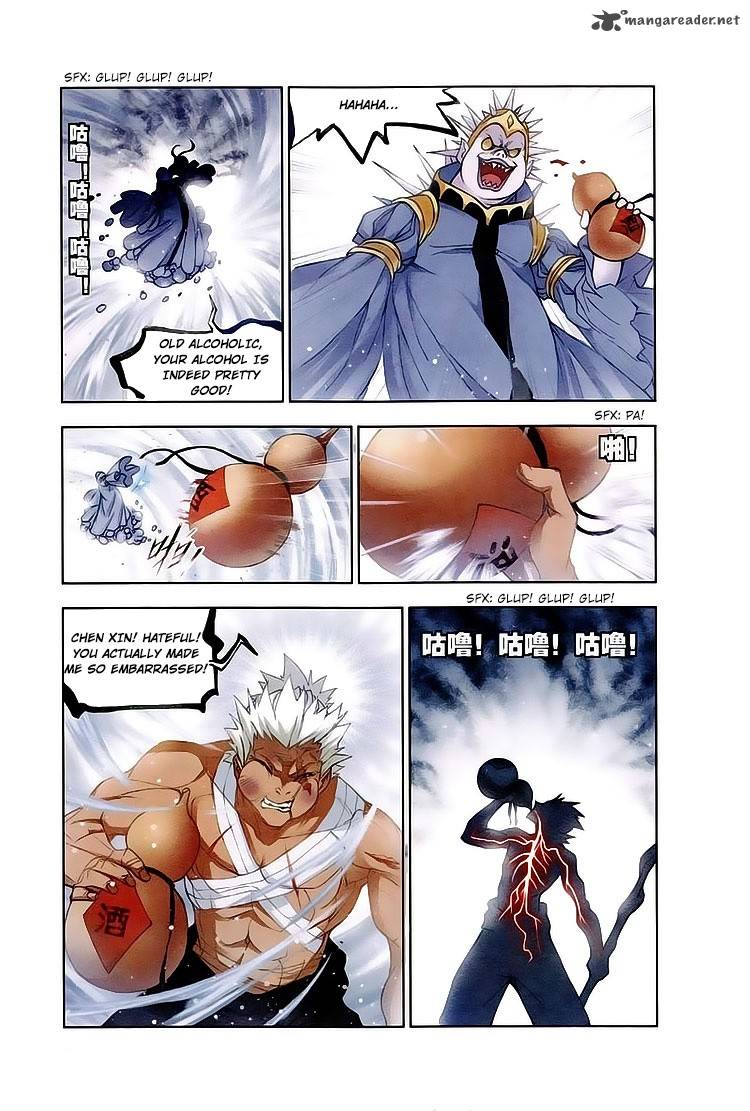 mangareader.net
SFX: GLUP! GLUP! GLUP!
咕噜！咕噜！咕噜！
HAHAHA...
酒
OLD ALCOHOLIC,
YOUR ALCOHOL IS
INDEED PRETTY
GOOD!
SFX: PA!
啪!
酒
SFX: GLUP! GLUP! GLUP!
CHEN XIN! HATEFUL!
YOU ACTUALLY MADE
ME SO EMBARRASSED!
酒
咕噜! 咕噜! 咕噜!